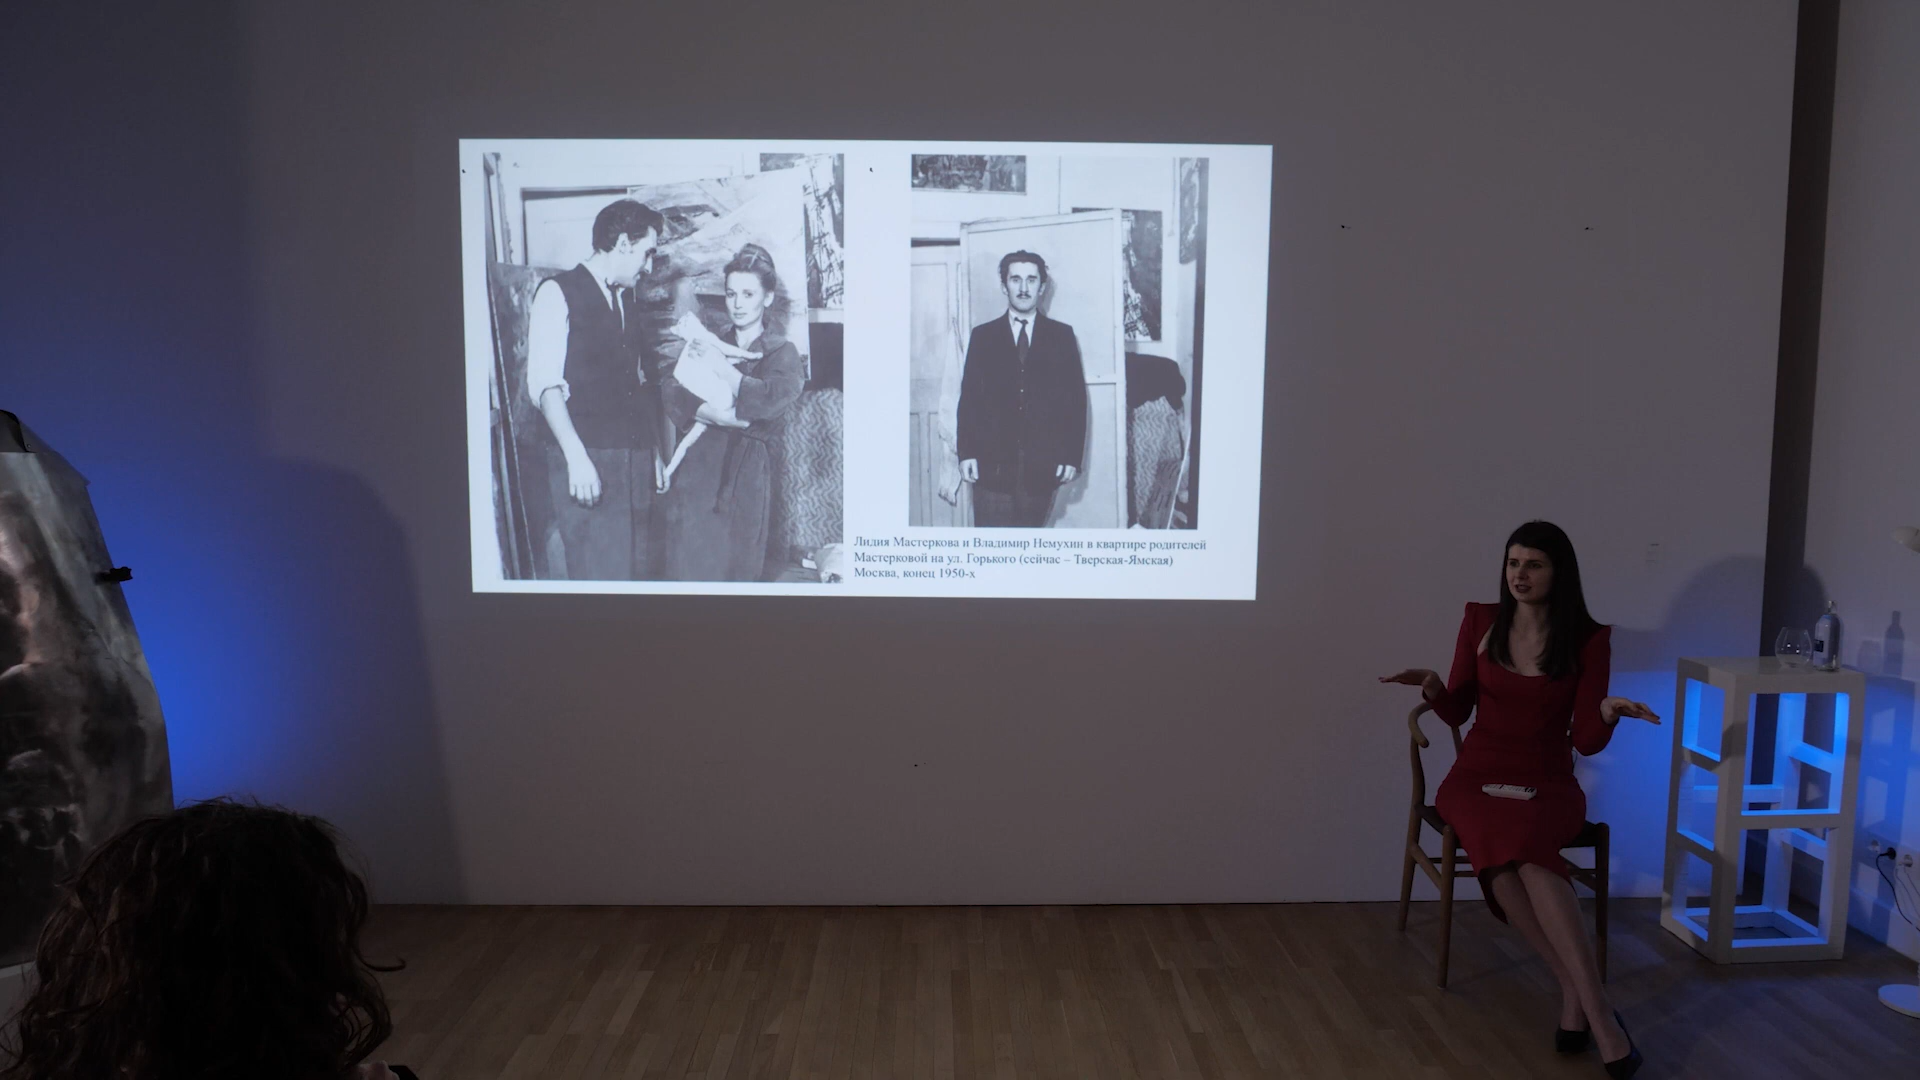 Лидия Мастеркова и Владимир Немухин в квартире родителей
Мастерковой на ул. Горького (сейчас – Тверская-Ямская)
Москва, конец 1950-х